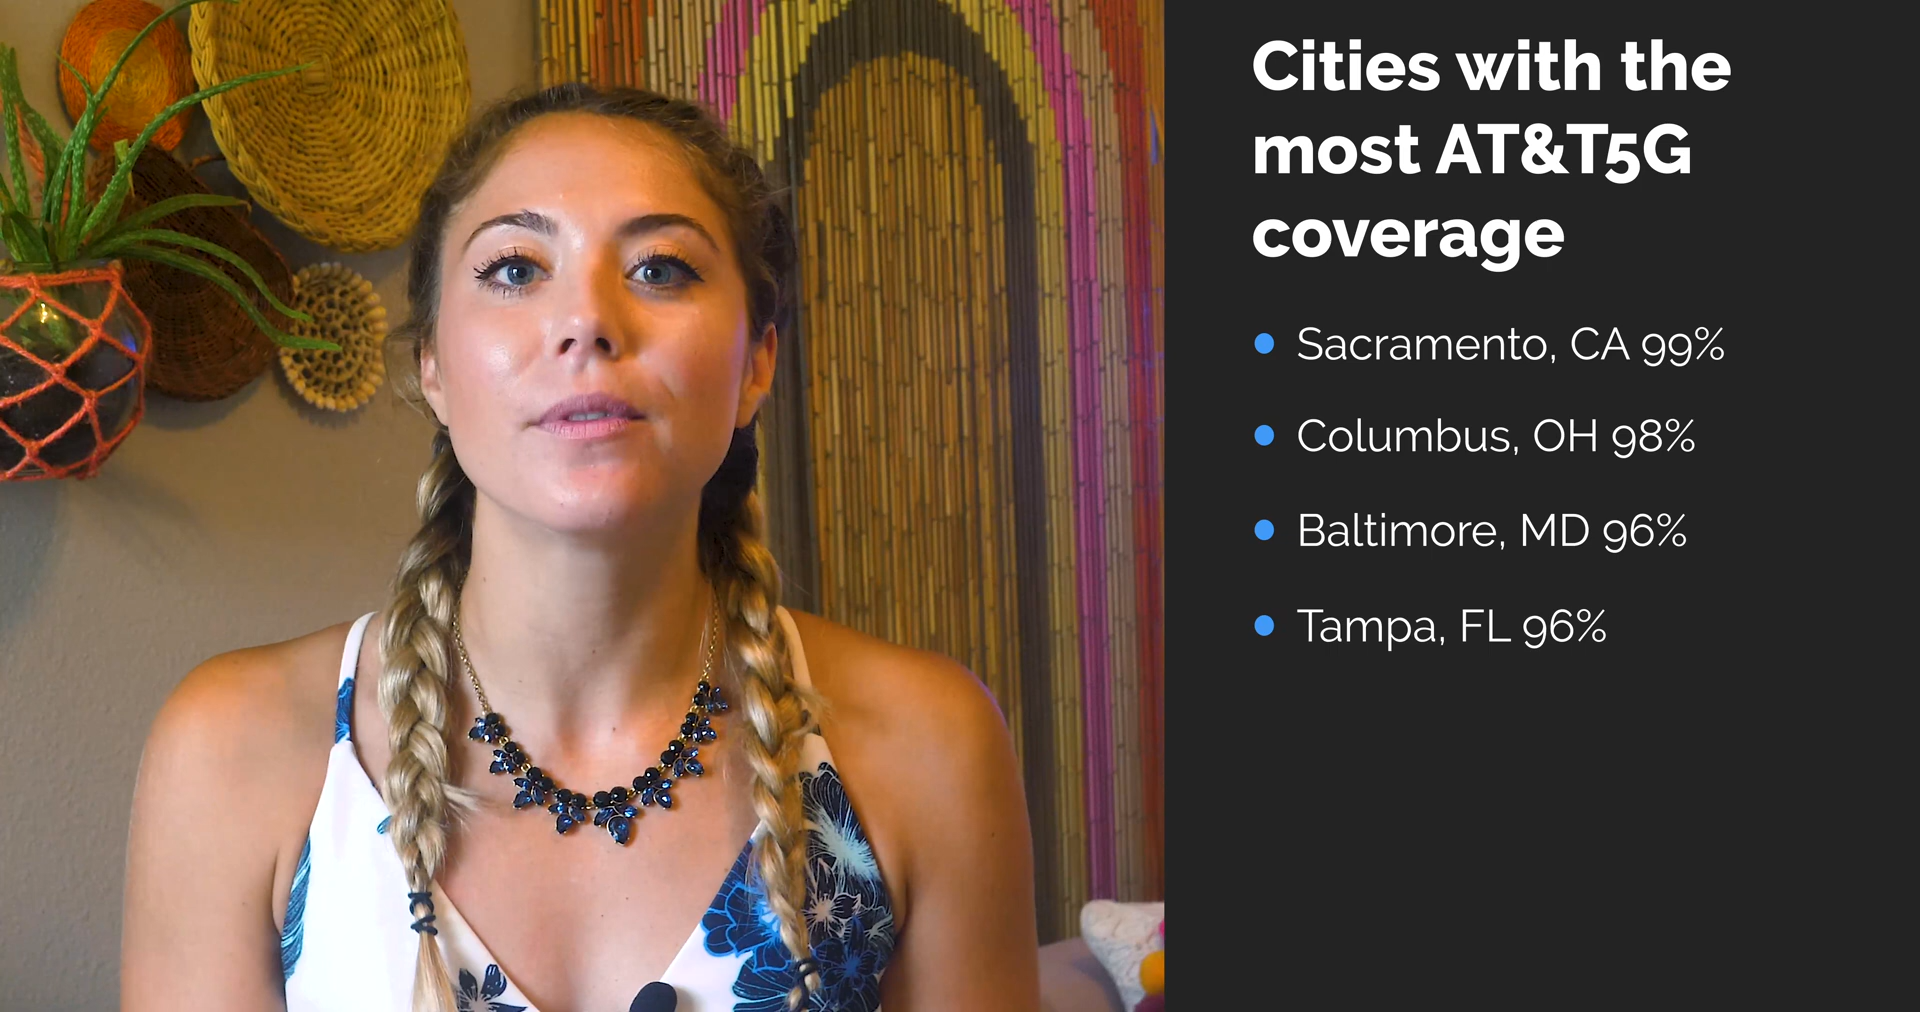 Cities with the
most AT&T5G
coverage
Sacramento, CA 99%
Columbus, OH 98%
Baltimore, MD 96%
Tampa, FL 96%